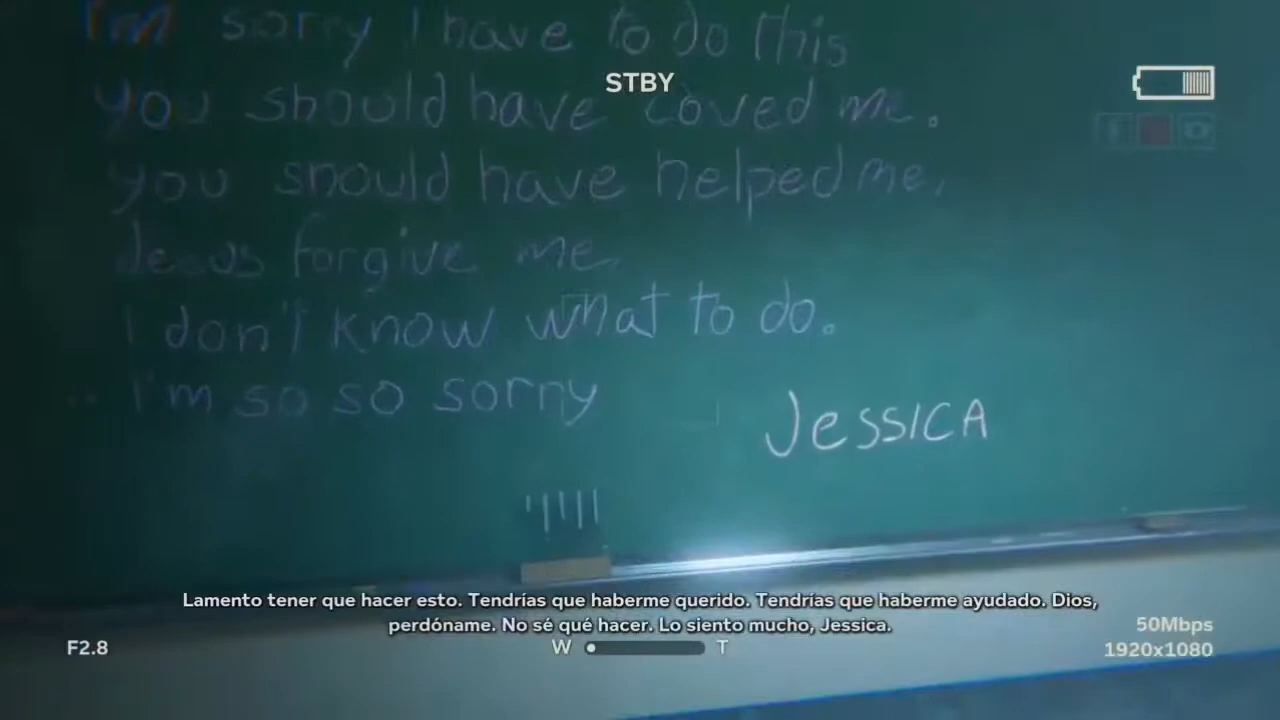 I'm sorry I have to do this
STBY
you should have loved me.
you should have helped me.
Jesus forgive me.
I don't know what to do.
I'm so so sorry
JESSICA
Lamento tener que hacer esto. Tendrías que haberme querido. Tendrías que haberme ayudado. Dios,
perdóname. No sé qué hacer. Lo siento mucho, Jessica.
F2.8
W
T
50Mbps
1920x1080